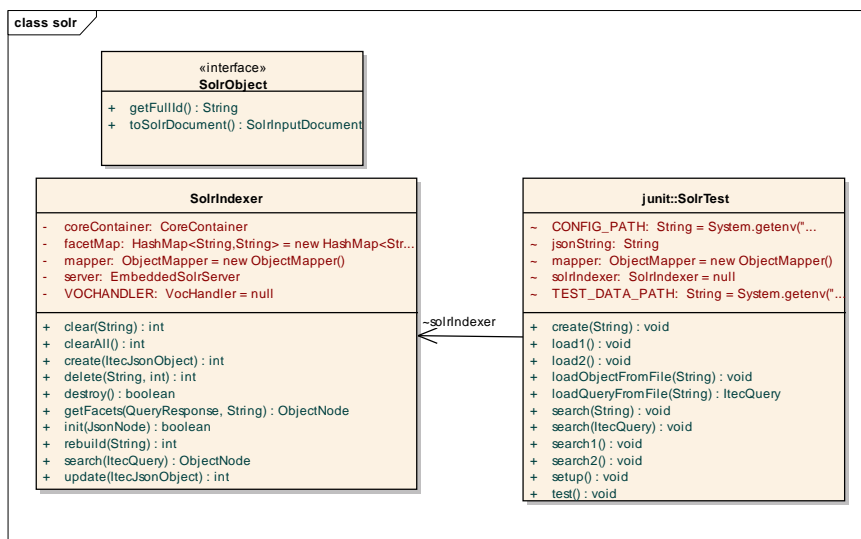 class solr
«interface»
SolrObject
+ getFullId() : String
+ toSolrDocument() : SolrInputDocument
SolrIndexer
- coreContainer: CoreContainer
- facetMap: HashMap<String,String> = new HashMap<Str...
- mapper: ObjectMapper = new ObjectMapper()
- server: EmbeddedSolrServer
- VOCHANDLER: VocHandler = null
+ clear(String) : int
+ clearAll() : int
+ create(ItecJsonObject) : int
+ delete(String, int) : int
+ destroy() : boolean
+ getFacets(QueryResponse, String) : ObjectNode
+ init(JsonNode) : boolean
+ rebuild(String) : int
+ search(ItecQuery) : ObjectNode
+ update(ItecJsonObject) : int
~solrIndexer
junit::SolrTest
~ CONFIG_PATH: String = System.getenv("...
~ jsonString: String
~ mapper: ObjectMapper = new ObjectMapper()
~ solrIndexer: SolrIndexer = null
~ TEST_DATA_PATH: String = System.getenv("...
+ create(String) : void
+ load1() : void
+ load2() : void
+ loadObjectFromFile(String) : void
+ loadQueryFromFile(String) : ItecQuery
+ search(String) : void
+ search(ItecQuery) : void
+ search1() : void
+ search2() : void
+ setup() : void
+ test() : void